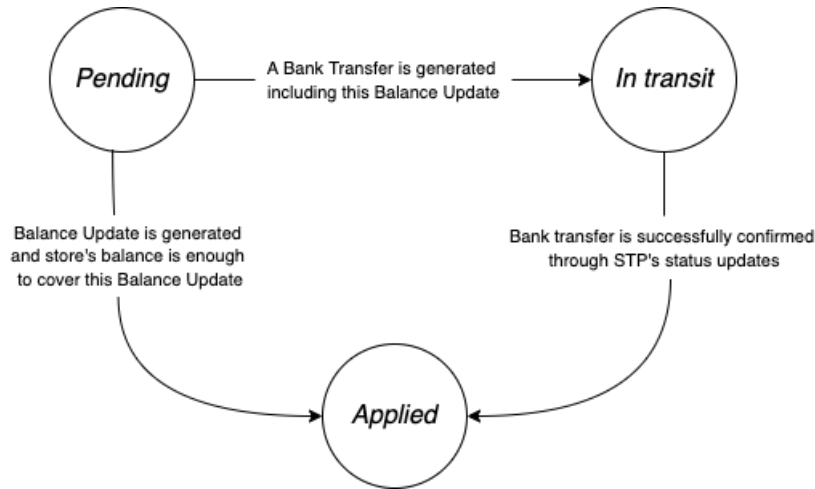 Pending
A Bank Transfer is generated
including this Balance Update
In transit
Balance Update is generated
and store's balance is enough
to cover this Balance Update
Bank transfer is successfully confirmed
through STP's status updates
Applied